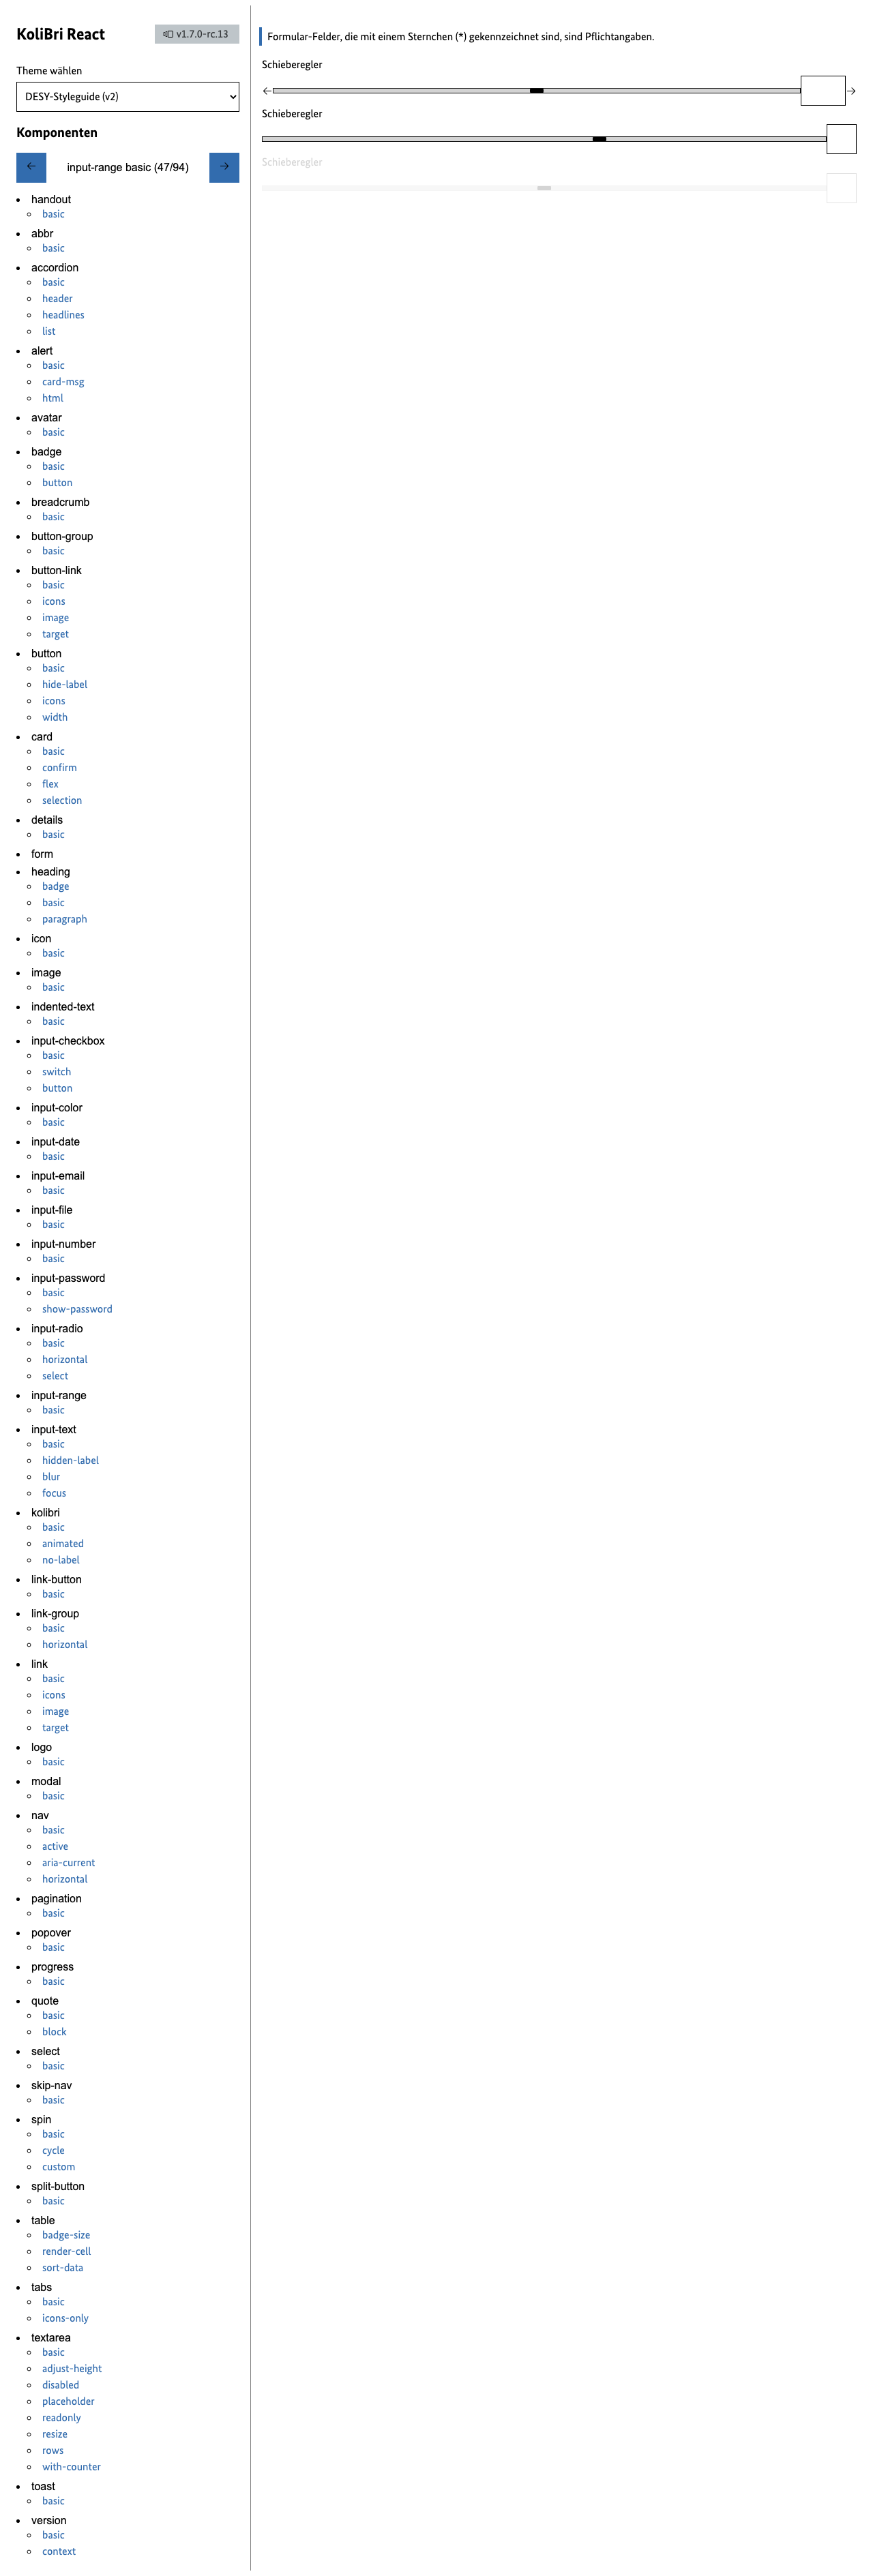 KoliBri React
v1.7.0-rc.13
Theme wählen
DESY-Styleguide (v2)
Komponenten
← input-range basic (47/94) →
handout
basic
abbr
basic
accordion
basic
header
headlines
list
alert
basic
card-msg
html
avatar
basic
badge
basic
button
breadcrumb
basic
button-group
basic
button-link
basic
icons
image
target
button
basic
hide-label
icons
width
card
basic
confirm
flex
selection
details
basic
form
heading
badge
basic
paragraph
icon
basic
image
basic
indented-text
basic
input-checkbox
basic
switch
button
input-color
basic
input-date
basic
input-email
basic
input-file
basic
input-number
basic
input-password
basic
show-password
input-radio
basic
horizontal
select
input-range
basic
input-text
basic
hidden-label
blur
focus
kolibri
basic
animated
no-label
link-button
basic
link-group
basic
horizontal
link
basic
icons
image
target
logo
basic
modal
basic
nav
basic
active
aria-current
horizontal
pagination
basic
popover
basic
progress
basic
quote
basic
block
select
basic
skip-nav
basic
spin
basic
cycle
custom
split-button
basic
table
badge-size
render-cell
sort-data
tabs
basic
icons-only
textarea
basic
adjust-height
disabled
placeholder
readonly
resize
rows
with-counter
toast
basic
version
basic
context
Formular-Felder, die mit einem Sternchen (*) gekennzeichnet sind, sind Pflichtangaben.
Schieberegler
Schieberegler
Schieberegler